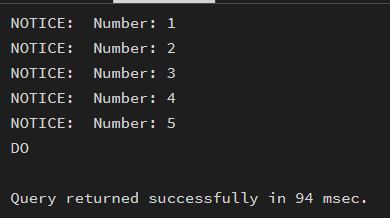 NOTICE:  Number: 1
NOTICE:  Number: 2
NOTICE:  Number: 3
NOTICE:  Number: 4
NOTICE:  Number: 5
DO
Query returned successfully in 94 msec.